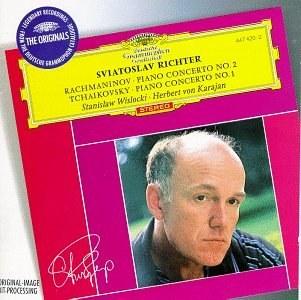 LEGENDARY RECORDINGS
THE ORIGINALS
Deutsche
Grammophon
Gesellschaft
447 420-2
SVIATOSLAV RICHTER
RACHMANINOV · PIANO CONCERTO NO. 2
TCHAIKOVSKY · PIANO CONCERTO NO. 1
Stanislaw Wislocki · Herbert von Karajan
STEREO
ORIGINAL-IMAGE
BIT-PROCESSING